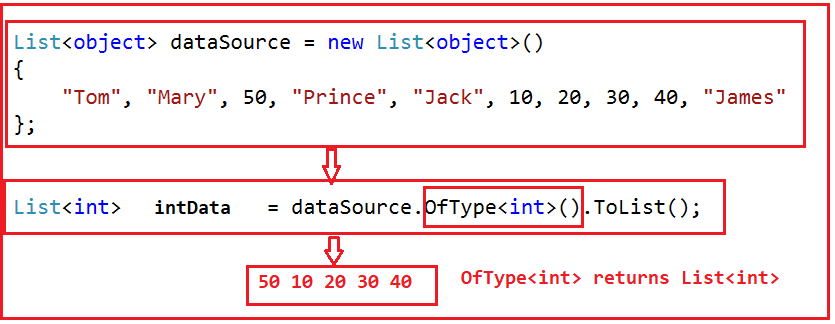 List<object> dataSource = new List<object>()
{
"Tom", "Mary", 50, "Prince", "Jack", 10, 20, 30, 40, "James"
};
List<int> intData = dataSource.OfType<int>().ToList();
50 10 20 30 40 OfType<int> returns List<int>